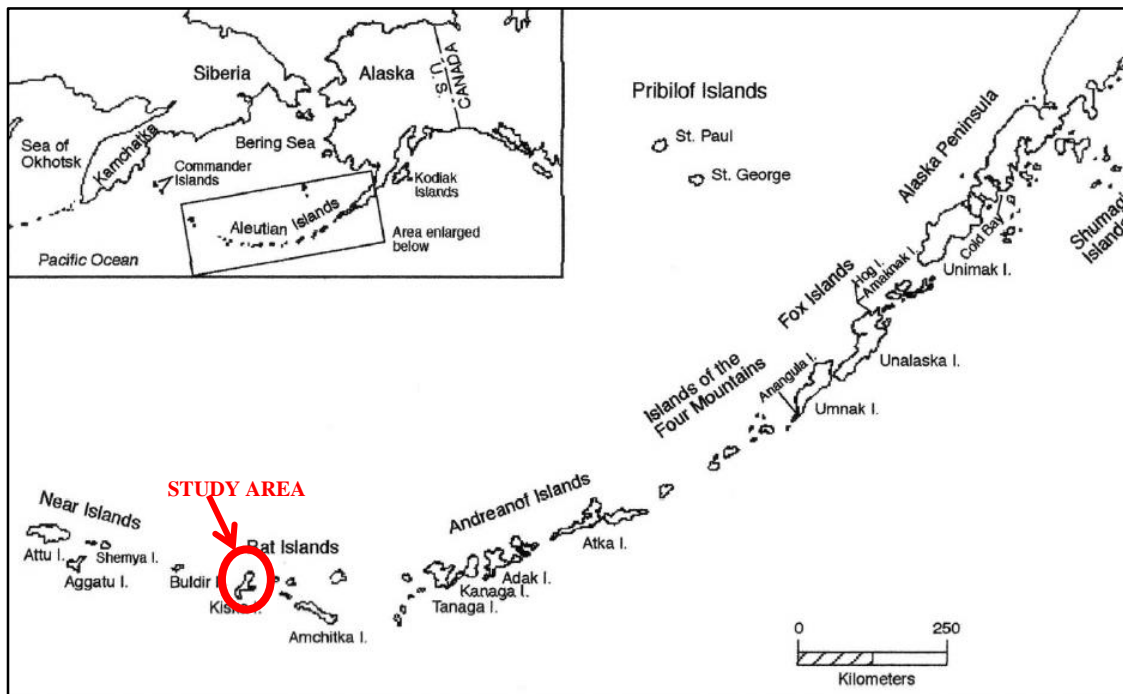 Siberia
Alaska
U.S.
CANADA
Sea of
Okhotsk
Kamchatka
Bering Sea
Commander
Islands
Kodiak
Islands
Aleutian Islands
Area enlarged
below
Pacific Ocean
Pribilof Islands
St. Paul
St. George
Alaska Peninsula
Cold Bay
Shumagi
Islands
Unimak I.
Hog I.
Amaknak I.
Fox Islands
Unalaska I.
Anangula I.
Umnak I.
Islands of the
Four Mountains
Andreanof Islands
Atka I.
Adak I.
Kanaga I.
Tanaga I.
STUDY AREA
Near Islands
Attu I.
Shemya I.
Aggatu I.
Buldir I
Rat Islands
Kiska I.
Amchitka I.
0 250
Kilometers